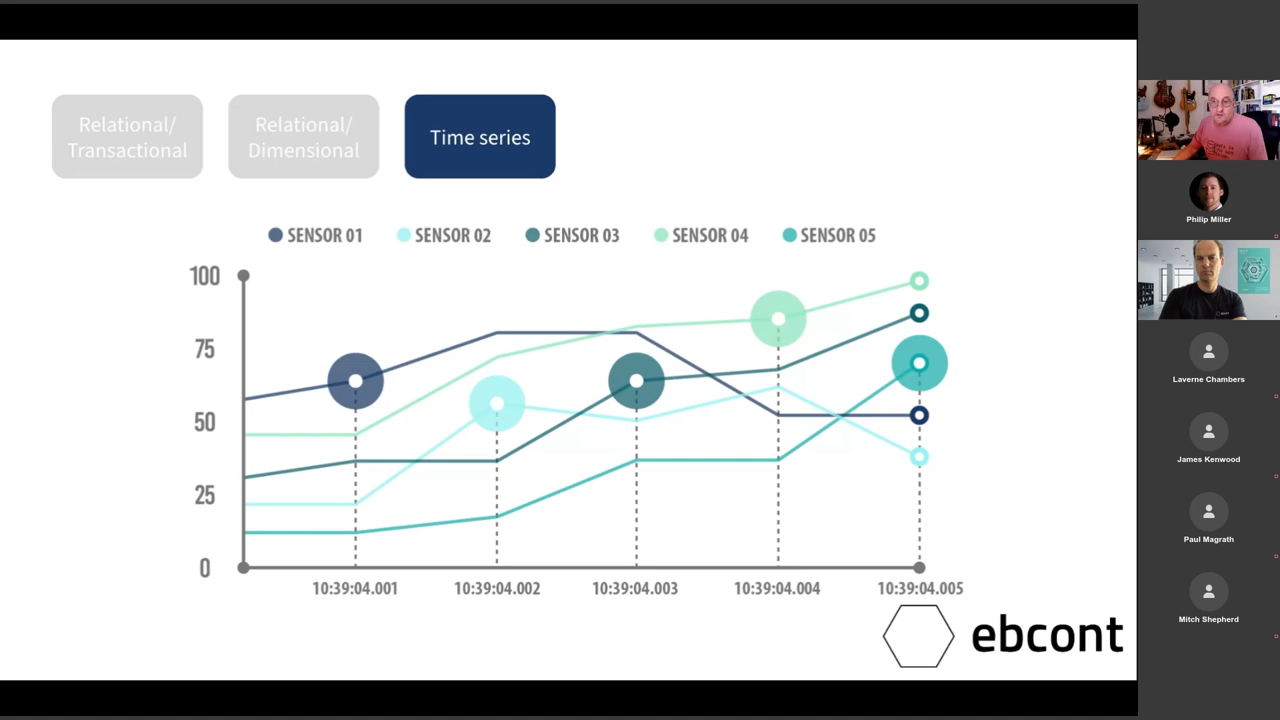 Relational/
Transactional
Relational/
Dimensional
Time series
SENSOR 01
SENSOR 02
SENSOR 03
SENSOR 04
SENSOR 05
100
75
50
25
0
10:39:04.001
10:39:04.002
10:39:04.003
10:39:04.004
10:39:04.005
ebcont
Philip Miller
Laverne Chambers
James Kenwood
Paul Magrath
Mitch Shepherd